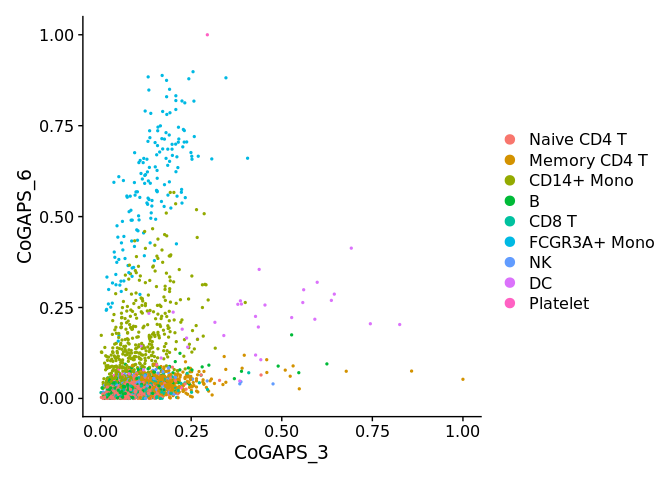 1.00
0.75
0.50
0.25
0.00
CoGAPS_6
0.00 0.25 0.50 0.75 1.00
CoGAPS_3
Naive CD4 T
Memory CD4 T
CD14+ Mono
B
CD8 T
FCGR3A+ Mono
NK
DC
Platelet